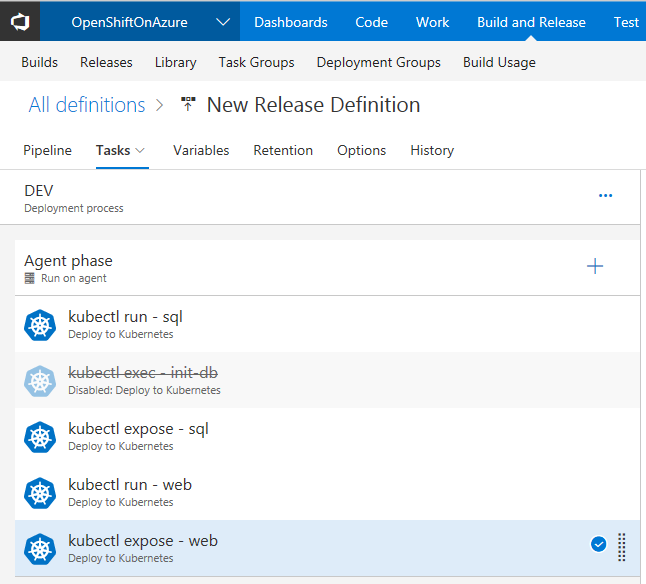 OpenShiftOnAzure Dashboards Code Work Build and Release Test
Builds Releases Library Task Groups Deployment Groups Build Usage
All definitions > New Release Definition
Pipeline Tasks Variables Retention Options History
DEV
Deployment process
Agent phase
Run on agent
kubectl run - sql
Deploy to Kubernetes
kubectl exec - init-db
Disabled: Deploy to Kubernetes
kubectl expose - sql
Deploy to Kubernetes
kubectl run - web
Deploy to Kubernetes
kubectl expose - web
Deploy to Kubernetes